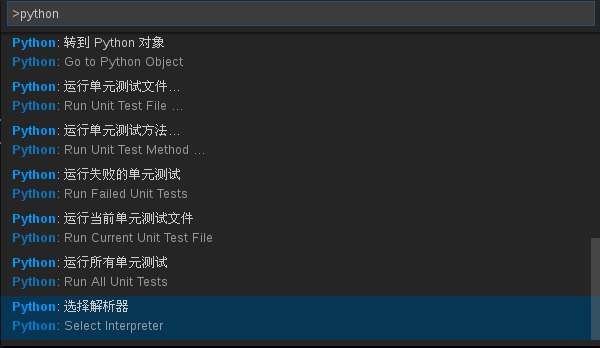 >python
Python: 转到 Python 对象
Python: Go to Python Object
Python: 运行单元测试文件...
Python: Run Unit Test File ...
Python: 运行单元测试方法...
Python: Run Unit Test Method ...
Python: 运行失败的单元测试
Python: Run Failed Unit Tests
Python: 运行当前单元测试文件
Python: Run Current Unit Test File
Python: 运行所有单元测试
Python: Run All Unit Tests
Python: 选择解析器
Python: Select Interpreter